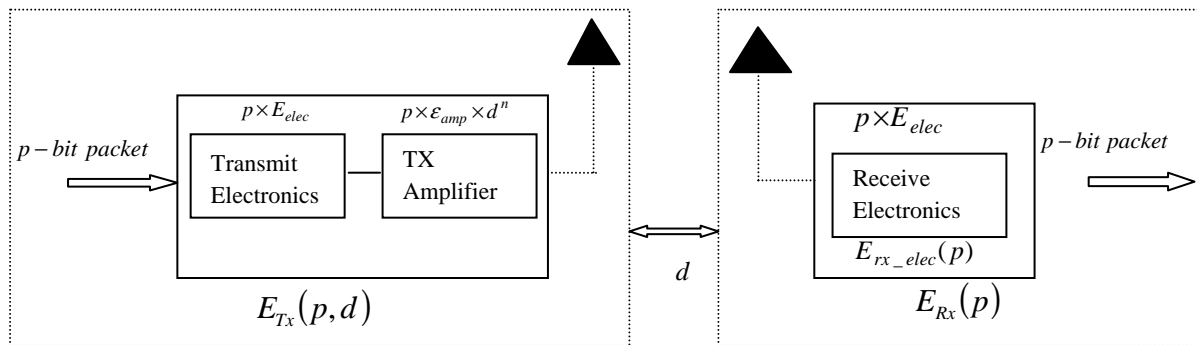 p – bit packet
p × E_elec
p × ε_amp × d^n
Transmit
Electronics
TX
Amplifier
E_Tx(p, d)
d
p × E_elec
Receive
Electronics
E_rx_elec(p)
E_Rx(p)
p – bit packet